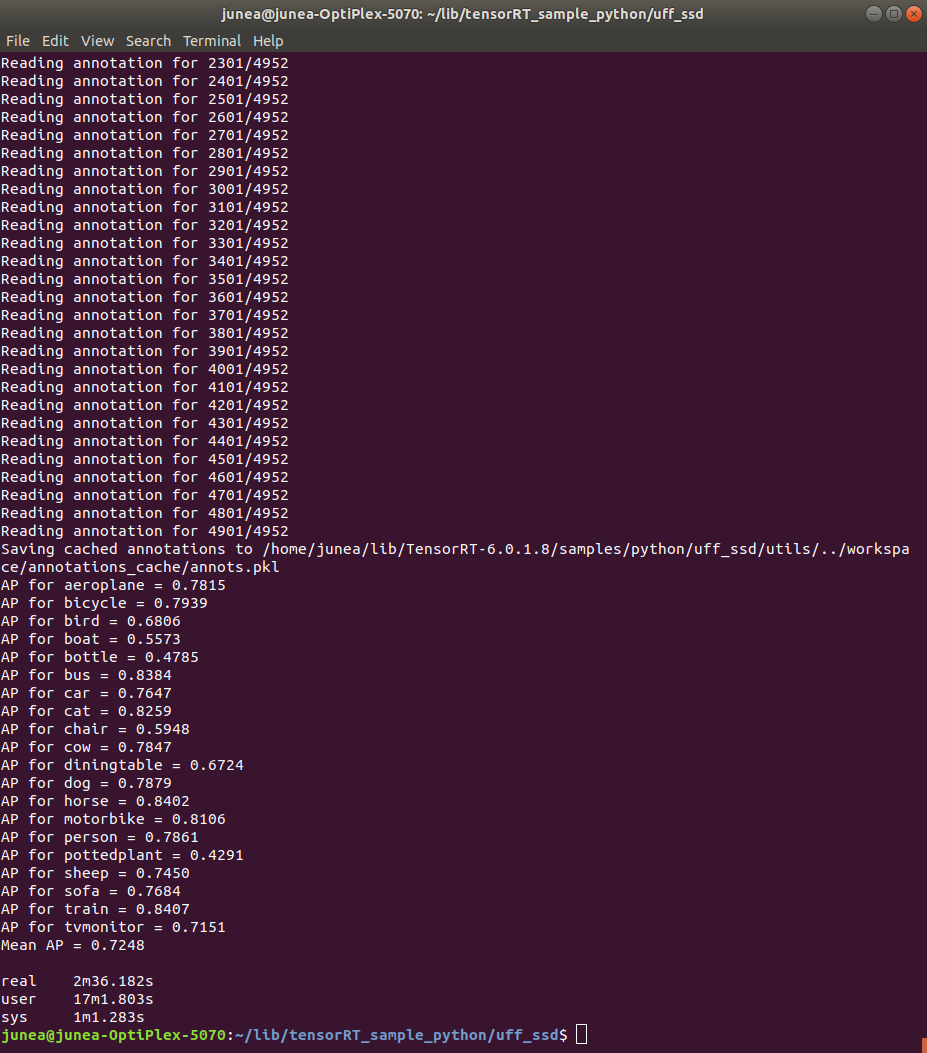 junea@junea-OptiPlex-5070: ~/lib/tensorRT_sample_python/uff_ssd
File Edit View Search Terminal Help
Reading annotation for 2301/4952
Reading annotation for 2401/4952
Reading annotation for 2501/4952
Reading annotation for 2601/4952
Reading annotation for 2701/4952
Reading annotation for 2801/4952
Reading annotation for 2901/4952
Reading annotation for 3001/4952
Reading annotation for 3101/4952
Reading annotation for 3201/4952
Reading annotation for 3301/4952
Reading annotation for 3401/4952
Reading annotation for 3501/4952
Reading annotation for 3601/4952
Reading annotation for 3701/4952
Reading annotation for 3801/4952
Reading annotation for 3901/4952
Reading annotation for 4001/4952
Reading annotation for 4101/4952
Reading annotation for 4201/4952
Reading annotation for 4301/4952
Reading annotation for 4401/4952
Reading annotation for 4501/4952
Reading annotation for 4601/4952
Reading annotation for 4701/4952
Reading annotation for 4801/4952
Reading annotation for 4901/4952
Saving cached annotations to /home/junea/lib/TensorRT-6.0.1.8/samples/python/uff_ssd/utils/../workspa
ce/annotations_cache/annots.pkl
AP for aeroplane = 0.7815
AP for bicycle = 0.7939
AP for bird = 0.6806
AP for boat = 0.5573
AP for bottle = 0.4785
AP for bus = 0.8384
AP for car = 0.7647
AP for cat = 0.8259
AP for chair = 0.5948
AP for cow = 0.7847
AP for diningtable = 0.6724
AP for dog = 0.7879
AP for horse = 0.8402
AP for motorbike = 0.8106
AP for person = 0.7861
AP for pottedplant = 0.4291
AP for sheep = 0.7450
AP for sofa = 0.7684
AP for train = 0.8407
AP for tvmonitor = 0.7151
Mean AP = 0.7248
real 2m36.182s
user 17m1.803s
sys 1m1.283s
junea@junea-OptiPlex-5070:~/lib/tensorRT_sample_python/uff_ssd$